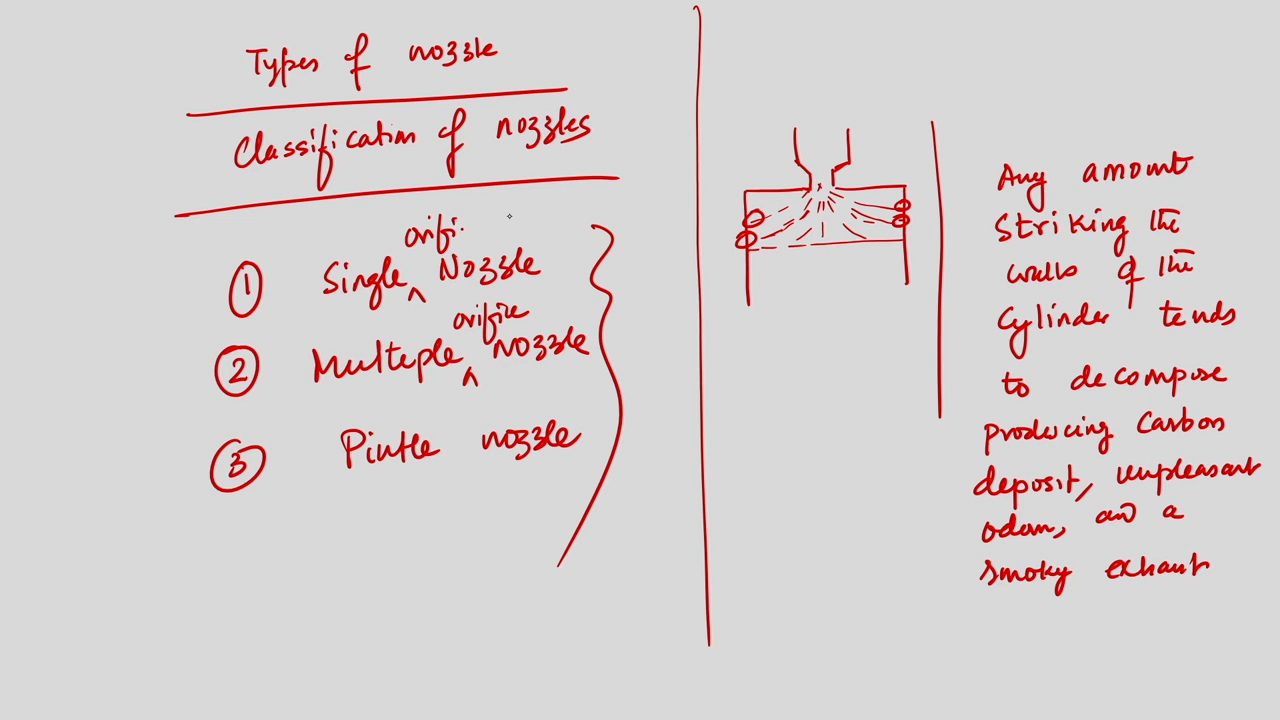 Types of nozzle
Classification of nozzles
orifi.
1 Single ^ Nozzle
orifice
2 Multiple ^ nozzle
3 Pintle nozzle
Any amount
Striking the
walls of the
Cylinder tends
to decompose
producing Carbon
deposit, unpleasant
odour, and a
smoky exhaust